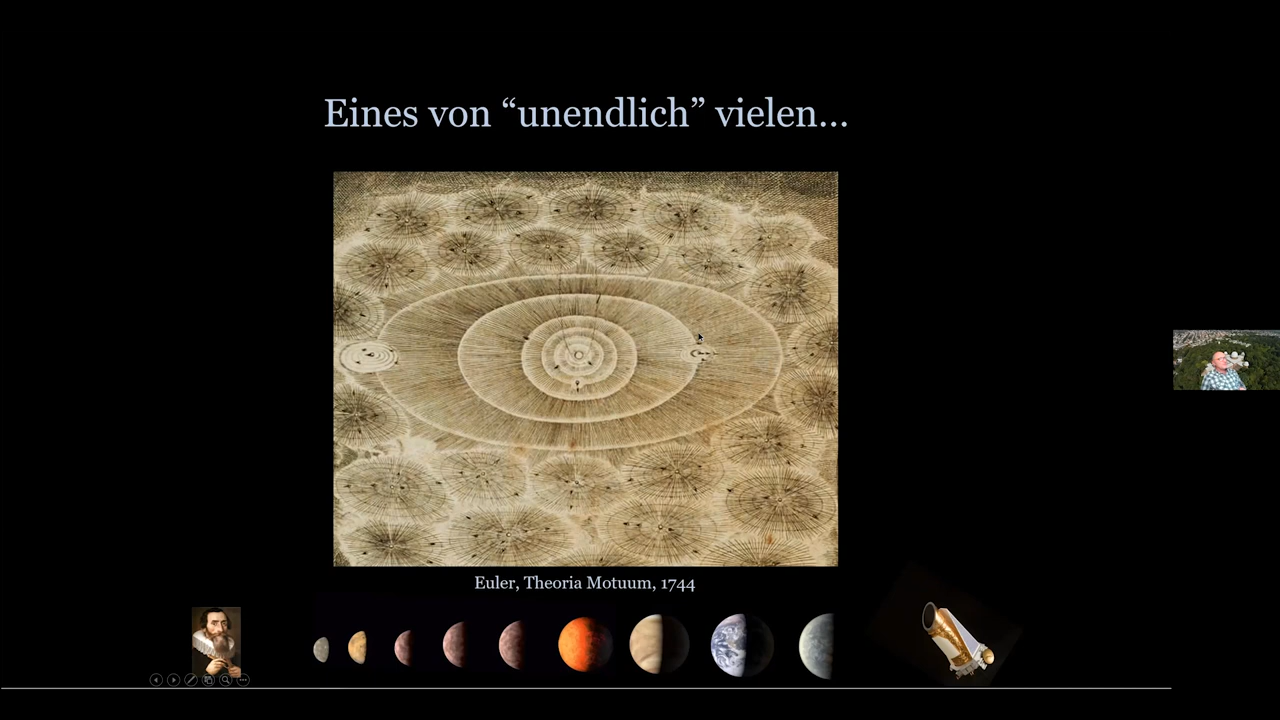 Eines von “unendlich” vielen...
Euler, Theoria Motuum, 1744